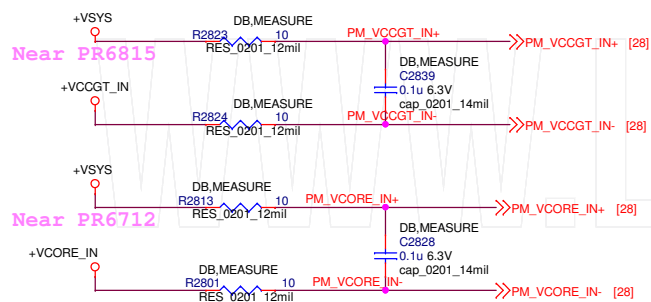 +VSYS
DB,MEASURE
R2823 10 PM_VCCGT_IN+
RES_0201_12mil
PM_VCCGT_IN+ [28]
Near PR6815
DB,MEASURE
C2839
0.1u 6.3V
cap_0201_14mil
+VCCGT_IN
DB,MEASURE
R2824 10 PM_VCCGT_IN-
RES_0201_12mil
PM_VCCGT_IN- [28]
+VSYS
DB,MEASURE
R2813 10 PM_VCORE_IN+
RES_0201_12mil
PM_VCORE_IN+ [28]
Near PR6712
DB,MEASURE
C2828
0.1u 6.3V
cap_0201_14mil
+VCORE_IN
DB,MEASURE
R2801 10 PM_VCORE_IN-
RES_0201_12mil
PM_VCORE_IN- [28]